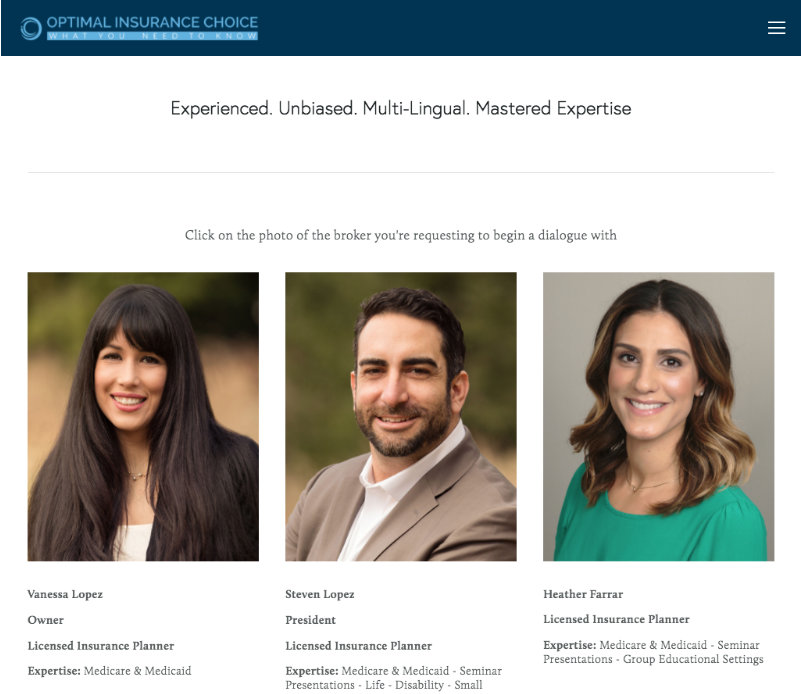 OPTIMAL INSURANCE CHOICE
WHAT YOU NEED TO KNOW
Experienced. Unbiased. Multi-Lingual. Mastered Expertise
Click on the photo of the broker you're requesting to begin a dialogue with
Vanessa Lopez
Owner
Licensed Insurance Planner
Expertise: Medicare & Medicaid
Steven Lopez
President
Licensed Insurance Planner
Expertise: Medicare & Medicaid - Seminar
Presentations - Life - Disability - Small
Heather Farrar
Licensed Insurance Planner
Expertise: Medicare & Medicaid - Seminar
Presentations - Group Educational Settings